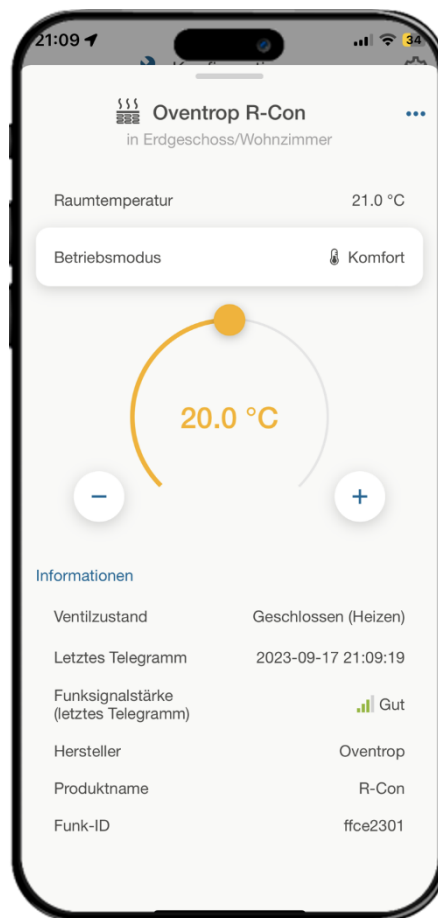 21:09
34
Oventrop R-Con
in Erdgeschoss/Wohnzimmer
Raumtemperatur 21.0 °C
Betriebsmodus Komfort
20.0 °C
− +
Informationen
Ventilzustand Geschlossen (Heizen)
Letztes Telegramm 2023-09-17 21:09:19
Funksignalstärke
(letztes Telegramm) Gut
Hersteller Oventrop
Produktname R-Con
Funk-ID ffce2301